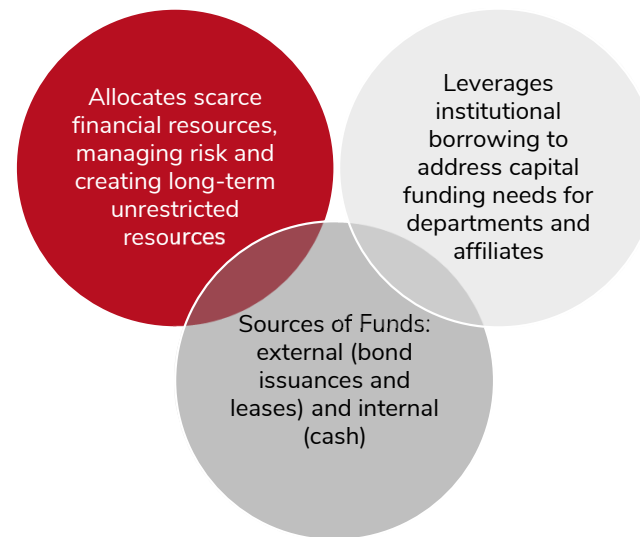 Allocates scarce
financial resources,
managing risk and
creating long-term
unrestricted
resources
Leverages
institutional
borrowing to
address capital
funding needs for
departments and
affiliates
Sources of Funds:
external (bond
issuances and
leases) and internal
(cash)